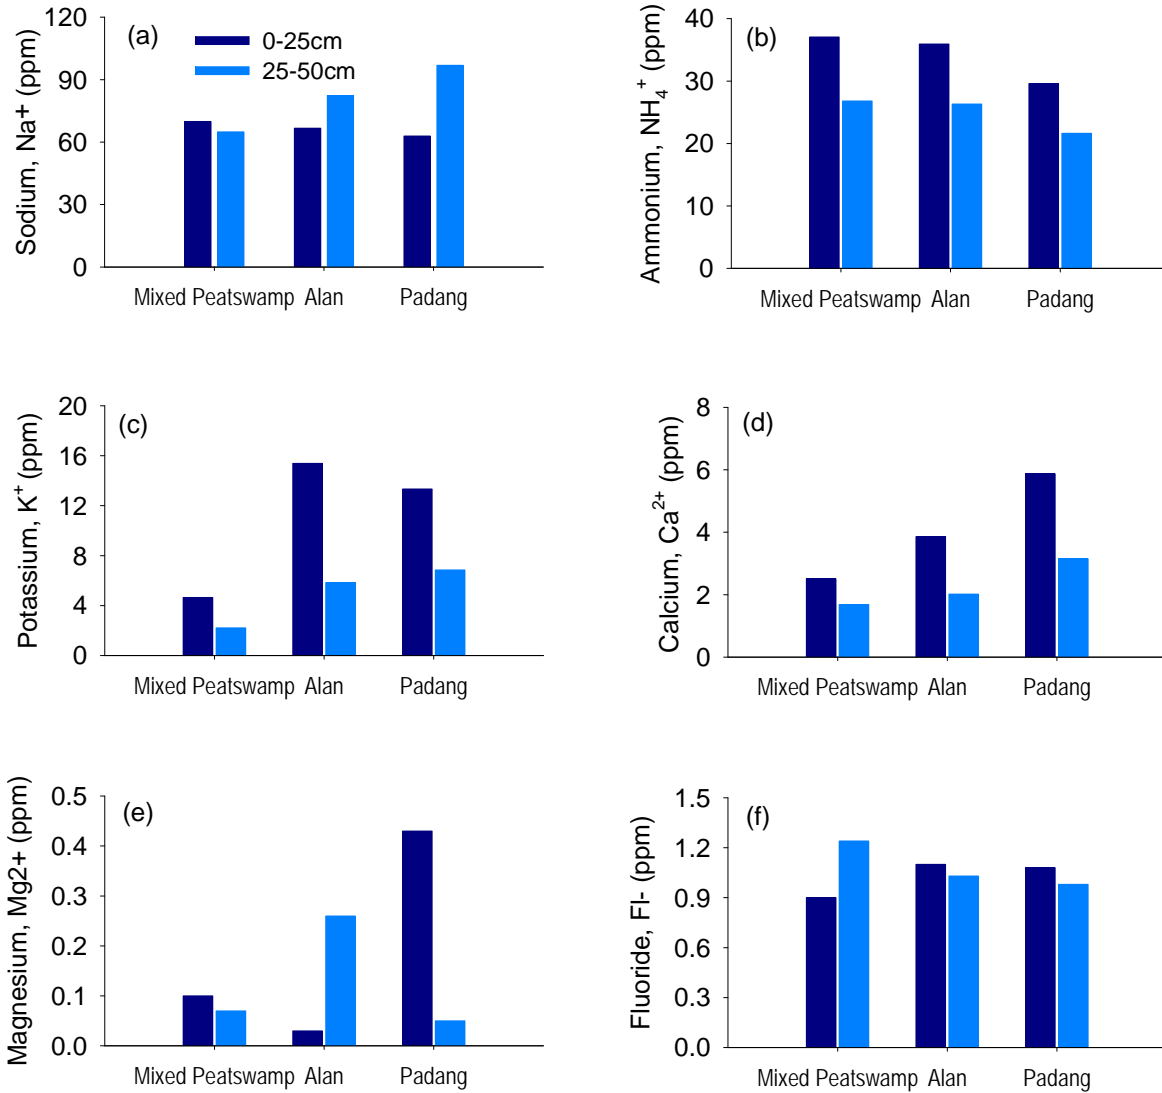 (a)
0-25cm
25-50cm
Sodium, Na+ (ppm)
120
90
60
30
0
Mixed Peatswamp Alan Padang
(b)
Ammonium, NH4+ (ppm)
40
30
20
10
0
Mixed Peatswamp Alan Padang
(c)
Potassium, K+ (ppm)
20
16
12
8
4
0
Mixed Peatswamp Alan Padang
(d)
Calcium, Ca2+ (ppm)
8
6
4
2
0
Mixed Peatswamp Alan Padang
(e)
Magnesium, Mg2+ (ppm)
0.5
0.4
0.3
0.2
0.1
0.0
Mixed Peatswamp Alan Padang
(f)
Fluoride, Fl- (ppm)
1.5
1.2
0.9
0.6
0.3
0.0
Mixed Peatswamp Alan Padang